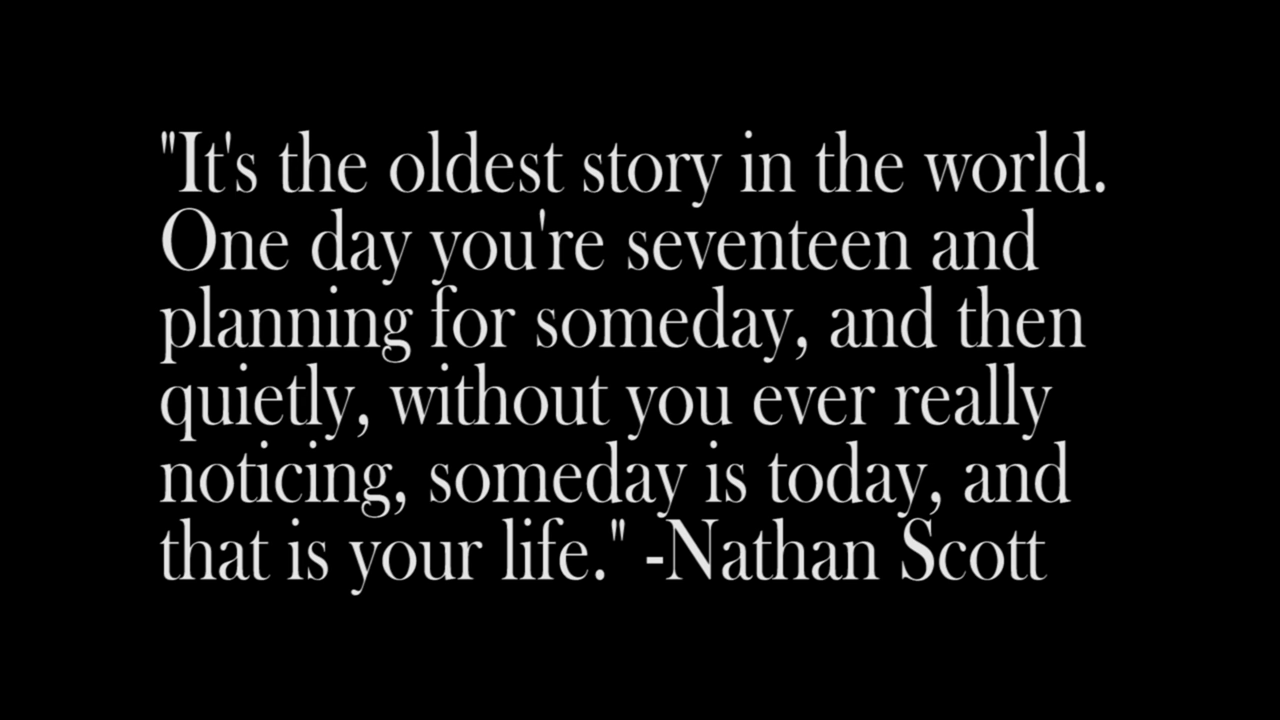 "It's the oldest story in the world.
One day you're seventeen and
planning for someday, and then
quietly, without you ever really
noticing, someday is today, and
that is your life." -Nathan Scott